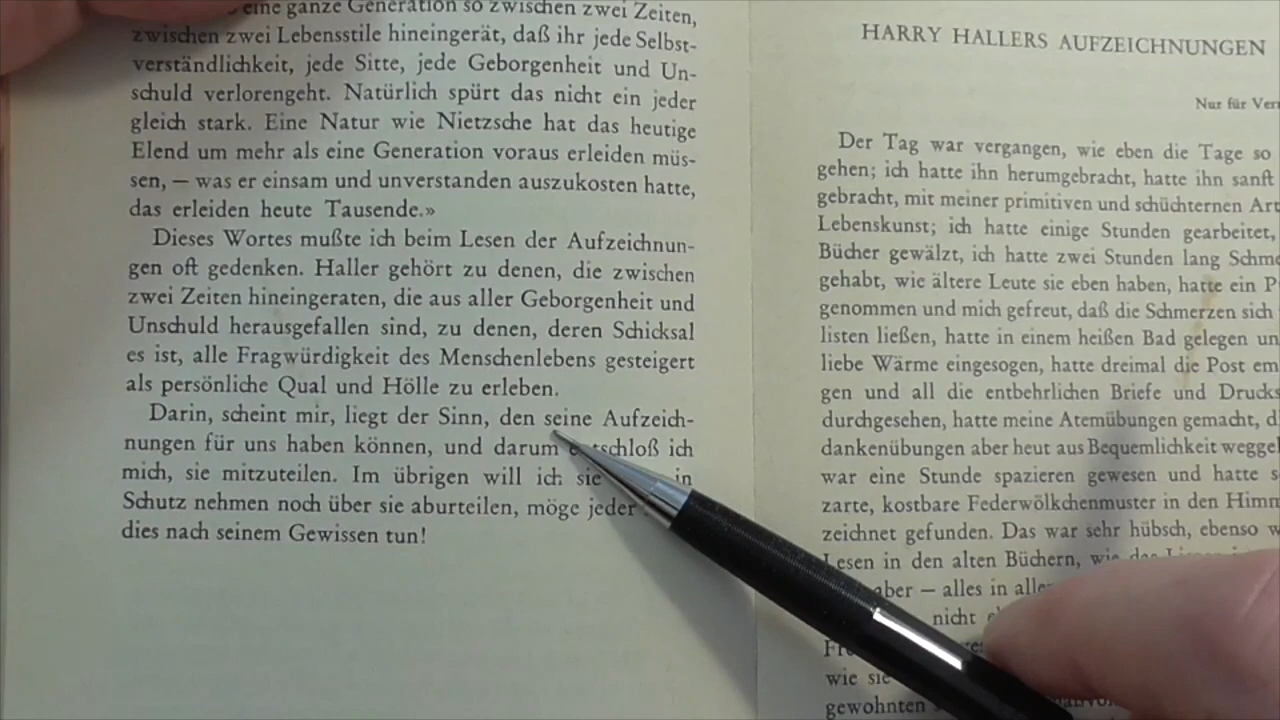 eine ganze Generation so zwischen zwei Zeiten,
zwischen zwei Lebensstile hineingerät, daß ihr jede Selbst-
verständlichkeit, jede Sitte, jede Geborgenheit und Un-
schuld verlorengeht. Natürlich spürt das nicht ein jeder
gleich stark. Eine Natur wie Nietzsche hat das heutige
Elend um mehr als eine Generation voraus erleiden müs-
sen, — was er einsam und unverstanden auszukosten hatte,
das erleiden heute Tausende.»
Dieses Wortes mußte ich beim Lesen der Aufzeichnun-
gen oft gedenken. Haller gehört zu denen, die zwischen
zwei Zeiten hineingeraten, die aus aller Geborgenheit und
Unschuld herausgefallen sind, zu denen, deren Schicksal
es ist, alle Fragwürdigkeit des Menschenlebens gesteigert
als persönliche Qual und Hölle zu erleben.
Darin, scheint mir, liegt der Sinn, den seine Aufzeich-
nungen für uns haben können, und darum ich
mich, sie mitzuteilen. Im übrigen will ich sie in
Schutz nehmen noch über sie aburteilen, möge jeder
dies nach seinem Gewissen tun!
HARRY HALLERS AUFZEICHNUNGEN
Nur für
Der Tag war vergangen, wie eben die Tage so
gehen; ich hatte ihn herumgebracht, hatte ihn sanft
gebracht, mit meiner primitiven und schüchternen Art
Lebenskunst; ich hatte einige Stunden gearbeitet,
Bücher gewälzt, ich hatte zwei Stunden lang
gehabt, wie ältere Leute sie eben haben, hatte ein
genommen und mich gefreut, daß die Schmerzen sich
listen ließen, hatte in einem heißen Bad gelegen
liebe Wärme eingesogen, hatte dreimal die Post
gen und all die entbehrlichen Briefe und
durchgesehen, hatte meine Atemübungen gemacht,
dankenübungen aber heut aus Bequemlichkeit
war eine Stunde spazieren gewesen und hatte
zarte, kostbare Federwölkchenmuster in den
zeichnet gefunden. Das war sehr hübsch, ebenso
Lesen in den alten Büchern, wie
aber — alles in
nicht
wie sie
gewohnten